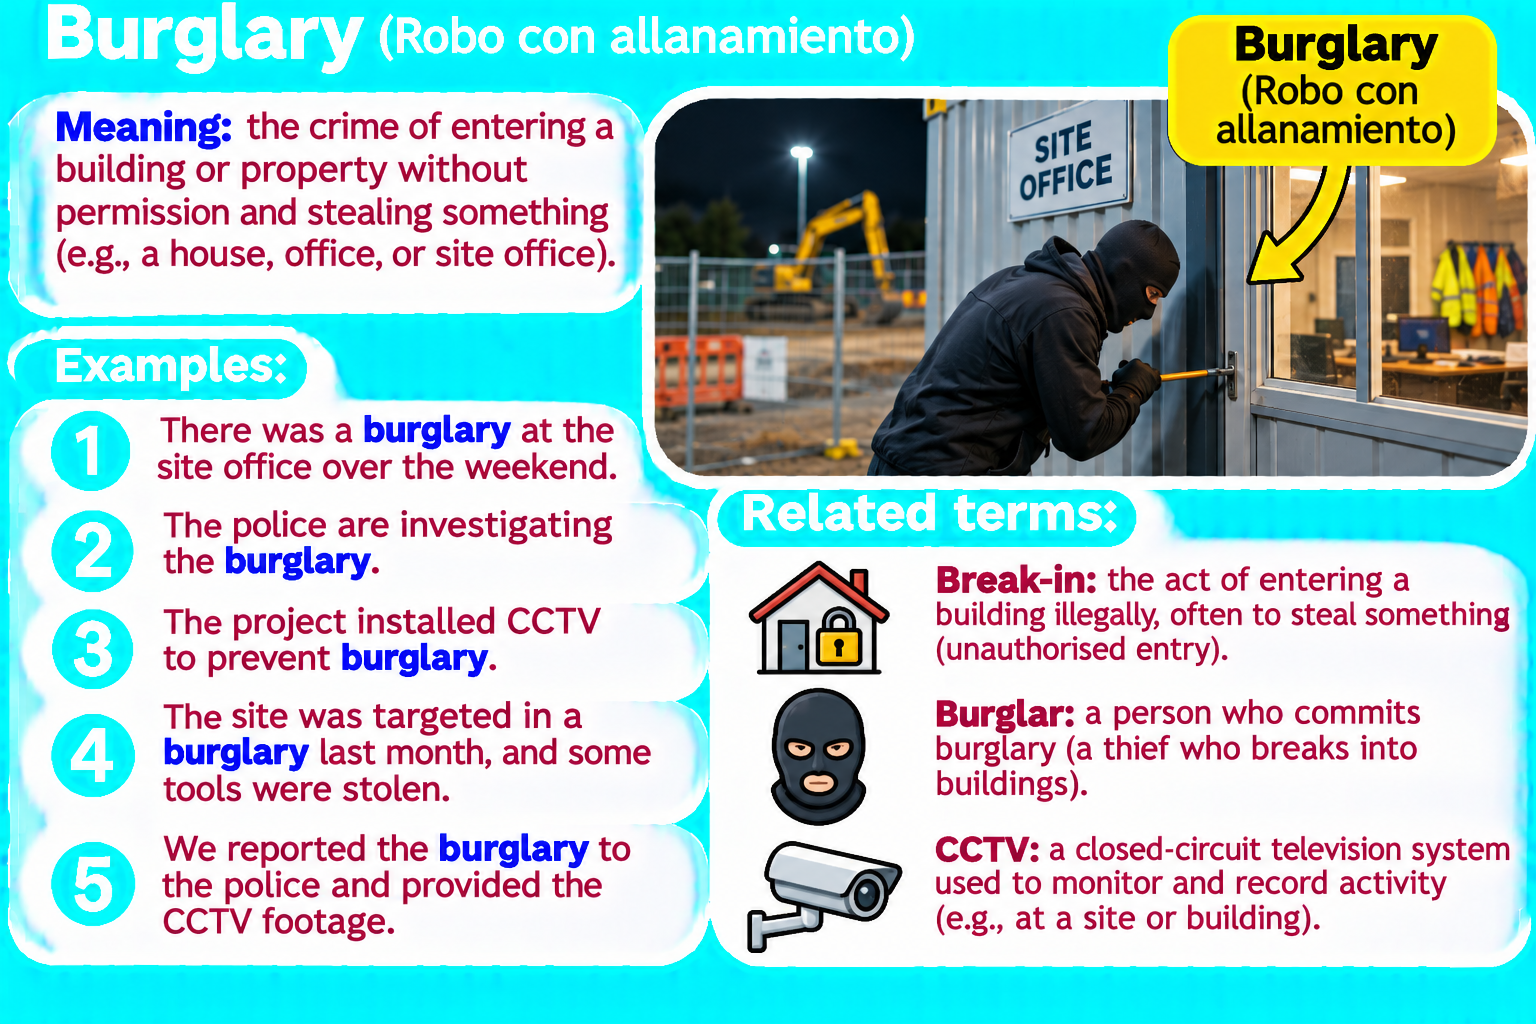 Burglary (Robo con allanamiento)
Burglary
(Robo con
allanamiento)
Meaning: the crime of entering a
building or property without
permission and stealing something
(e.g., a house, office, or site office).
SITE
OFFICE
Examples:
1 There was a burglary at the
site office over the weekend.
2 The police are investigating
the burglary.
3 The project installed CCTV
to prevent burglary.
4 The site was targeted in a
burglary last month, and some
tools were stolen.
5 We reported the burglary to
the police and provided the
CCTV footage.
Related terms:
Break-in: the act of entering a
building illegally, often to steal something
(unauthorised entry).
Burglar: a person who commits
burglary (a thief who breaks into
buildings).
CCTV: a closed-circuit television system
used to monitor and record activity
(e.g., at a site or building).